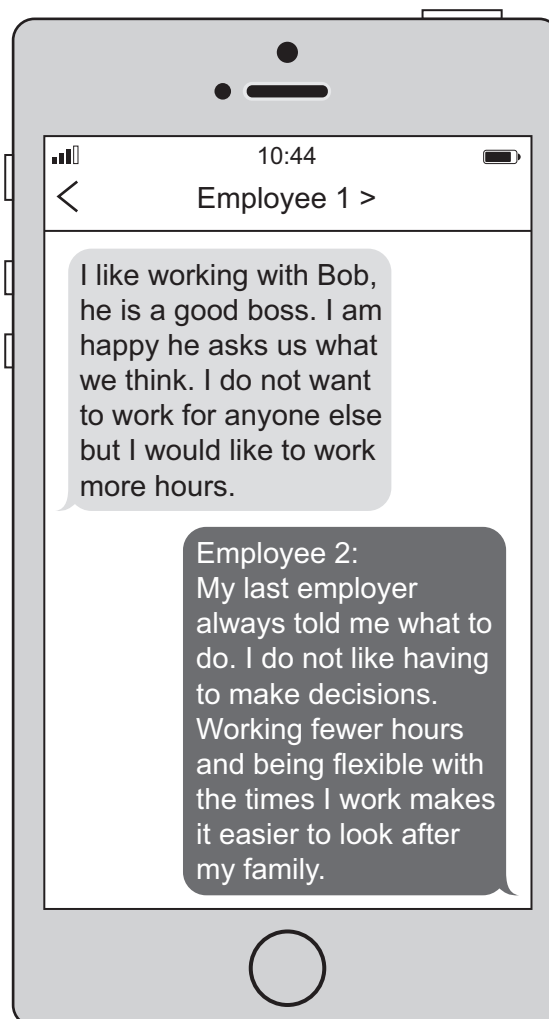 10:44
Employee 1 >
I like working with Bob,
he is a good boss. I am
happy he asks us what
we think. I do not want
to work for anyone else
but I would like to work
more hours.
Employee 2:
My last employer
always told me what to
do. I do not like having
to make decisions.
Working fewer hours
and being flexible with
the times I work makes
it easier to look after
my family.